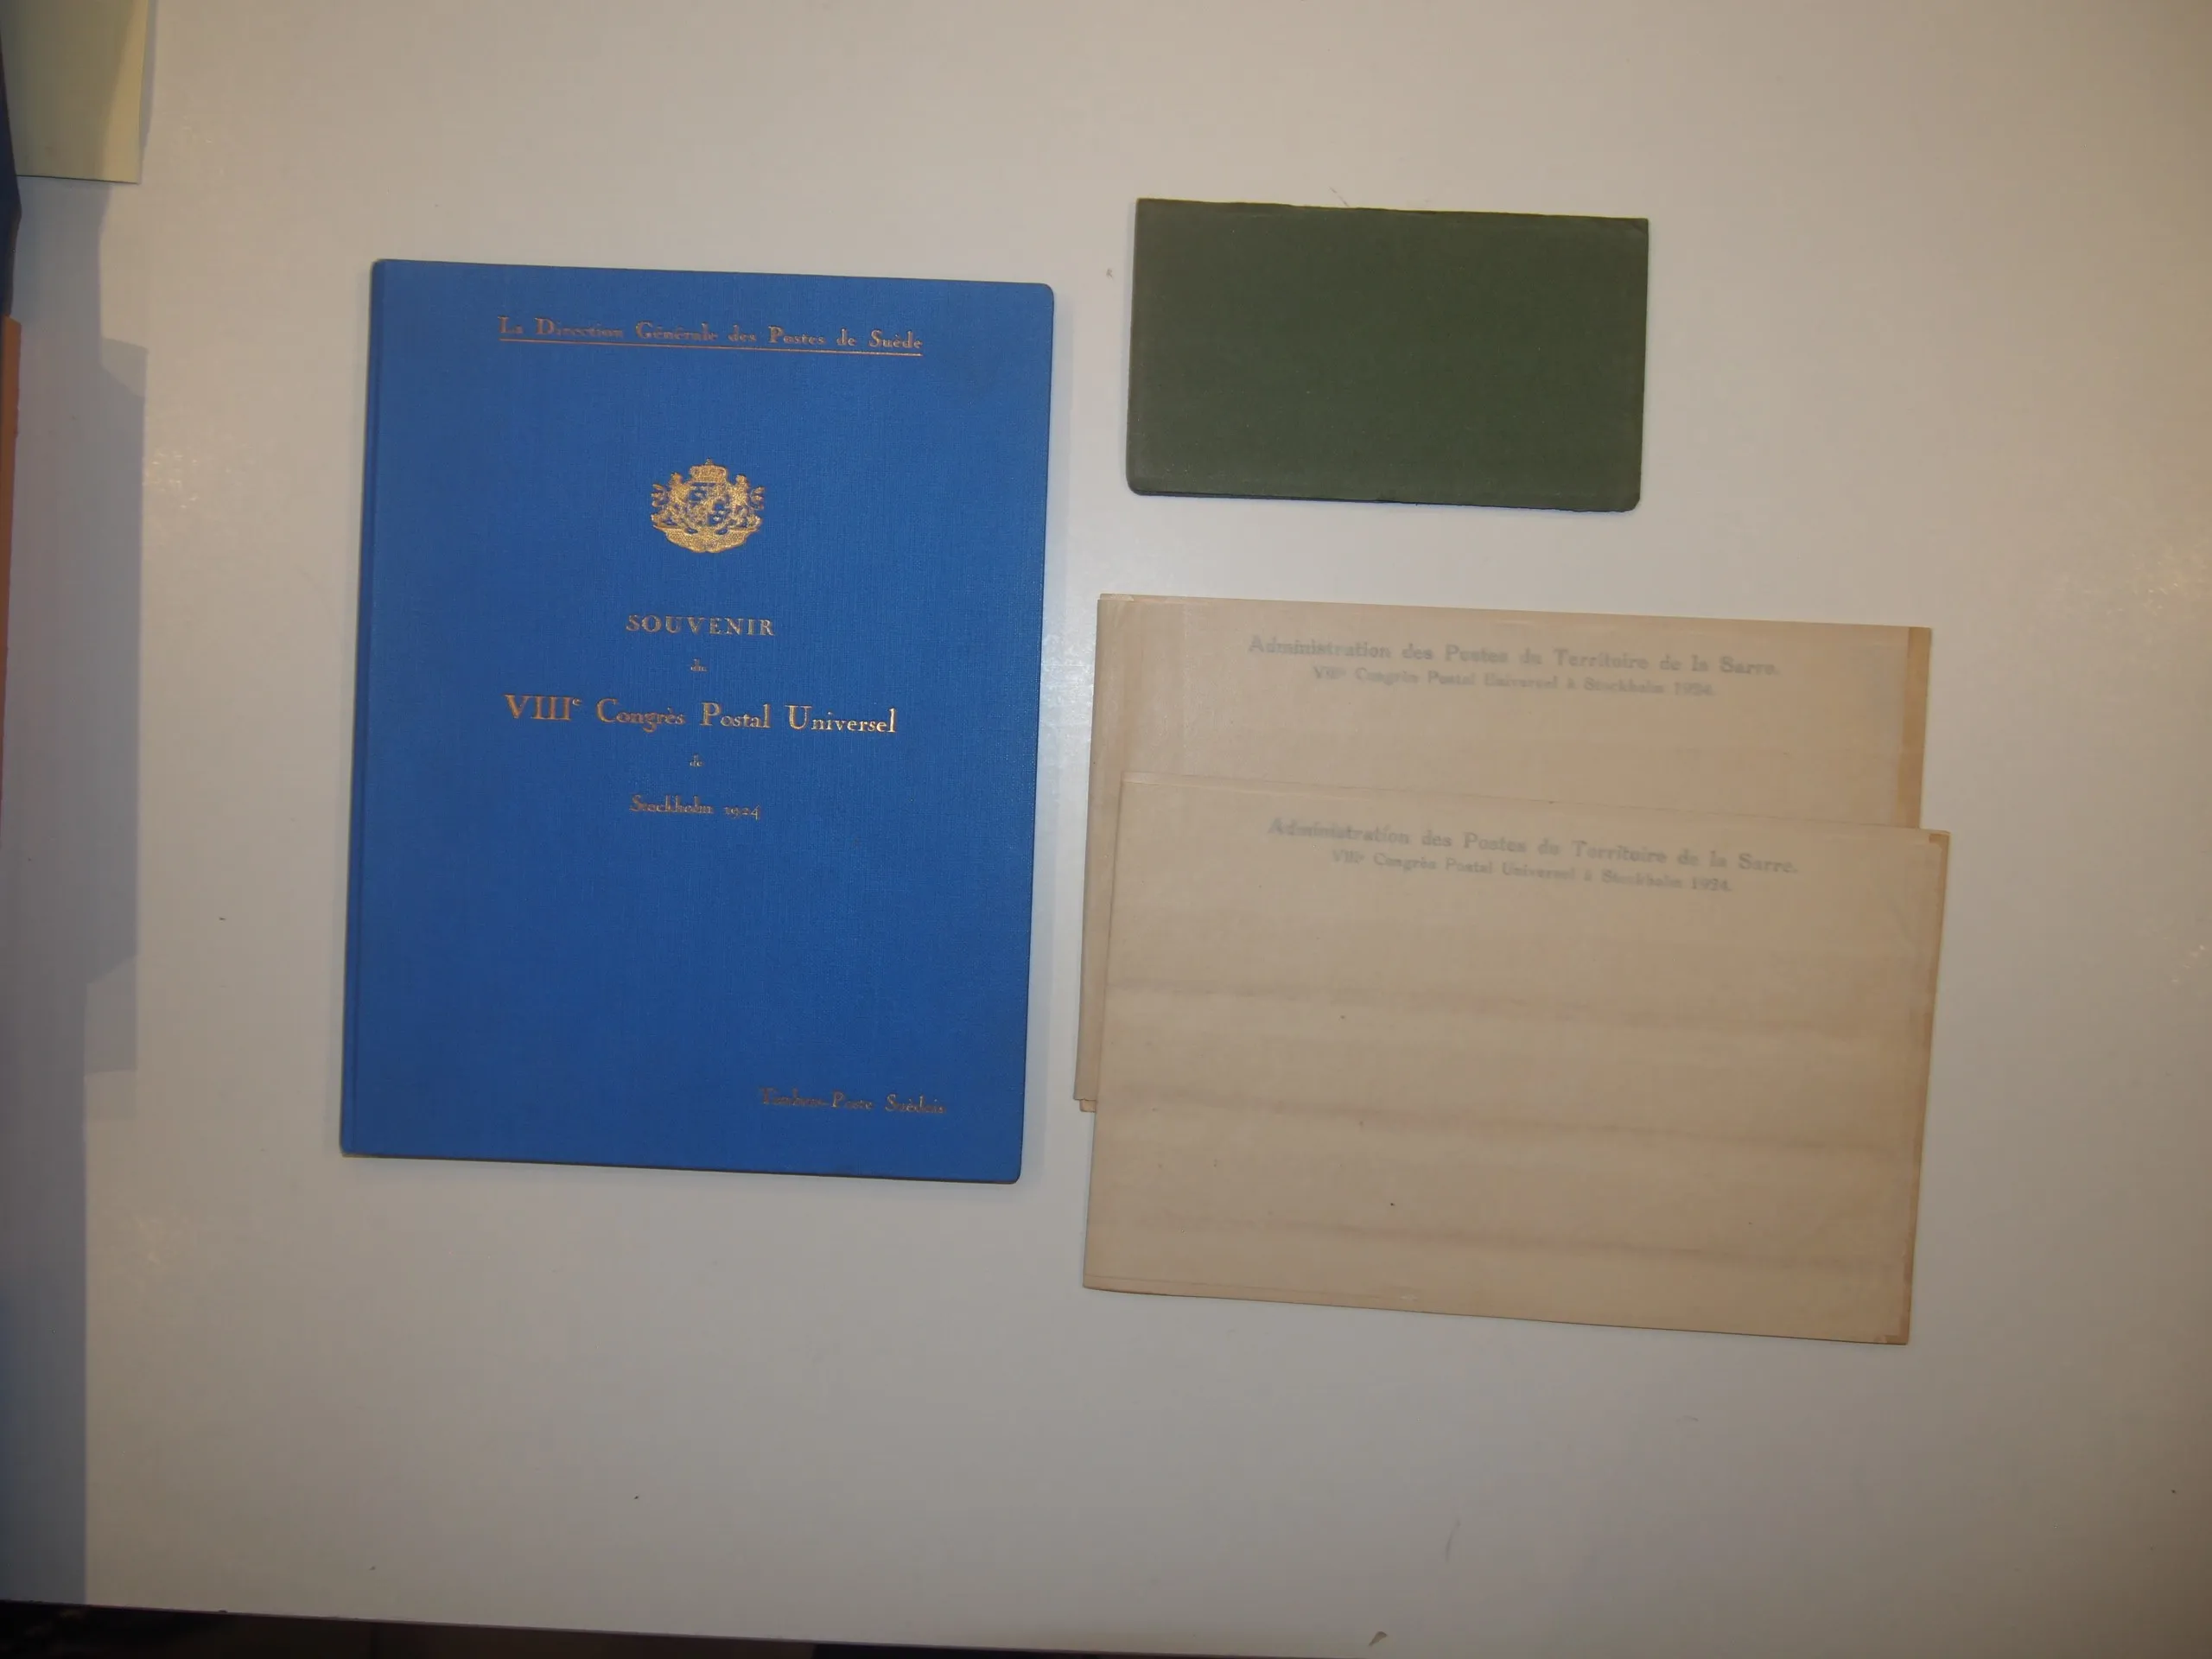 La Direction Générale des Postes de Suède
SOUVENIR
du
VIIIe Congrès Postal Universel
de
Stockholm 1924
Timbres-Poste Suédois
Administration des Postes du Territoire de la Sarre.
VIIIe Congrès Postal Universel à Stockholm 1924.
Administration des Postes du Territoire de la Sarre.
VIIIe Congrès Postal Universel à Stockholm 1924.